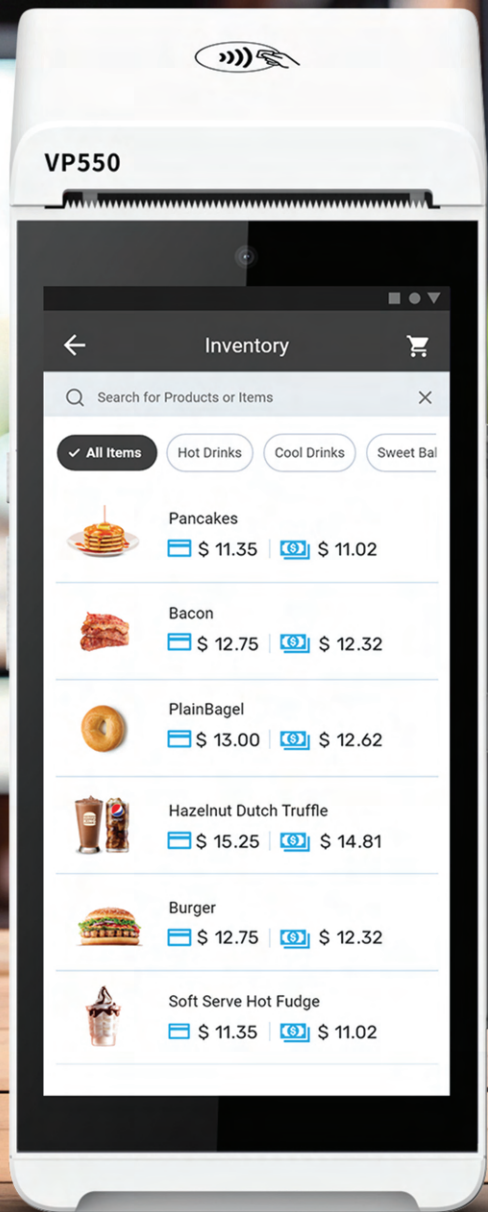 VP550
Inventory
Search for Products or Items
All Items
Hot Drinks
Cool Drinks
Sweet Bal
Pancakes
$ 11.35 $ 11.02
Bacon
$ 12.75 $ 12.32
PlainBagel
$ 13.00 $ 12.62
Hazelnut Dutch Truffle
$ 15.25 $ 14.81
Burger
$ 12.75 $ 12.32
Soft Serve Hot Fudge
$ 11.35 $ 11.02